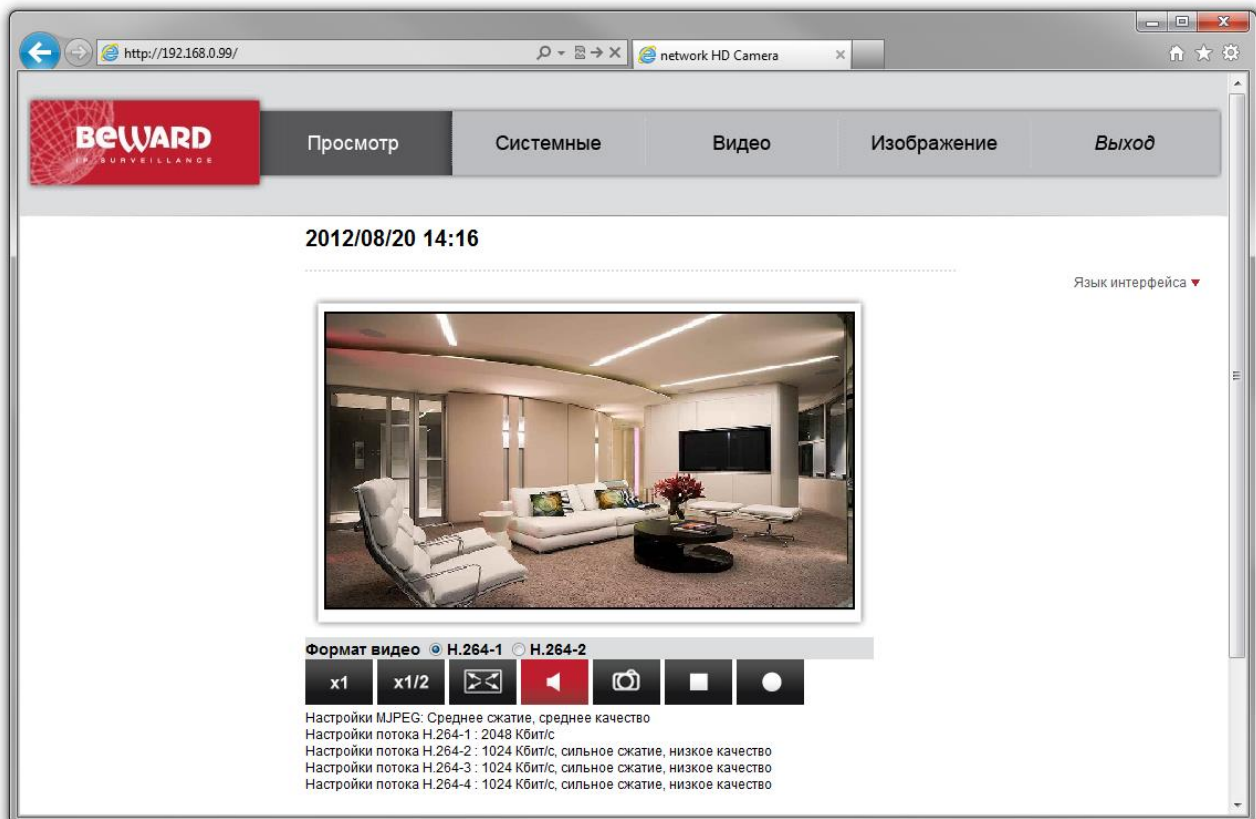 http://192.168.0.99/
network HD Camera
BEWARD
IP SURVEILLANCE
Просмотр Системные Видео Изображение Выход
2012/08/20 14:16
Язык интерфейса
Формат видео H.264-1 H.264-2
x1 x1/2
Настройки MJPEG: Среднее сжатие, среднее качество
Настройки потока H.264-1 : 2048 Кбит/с
Настройки потока H.264-2 : 1024 Кбит/с, сильное сжатие, низкое качество
Настройки потока H.264-3 : 1024 Кбит/с, сильное сжатие, низкое качество
Настройки потока H.264-4 : 1024 Кбит/с, сильное сжатие, низкое качество